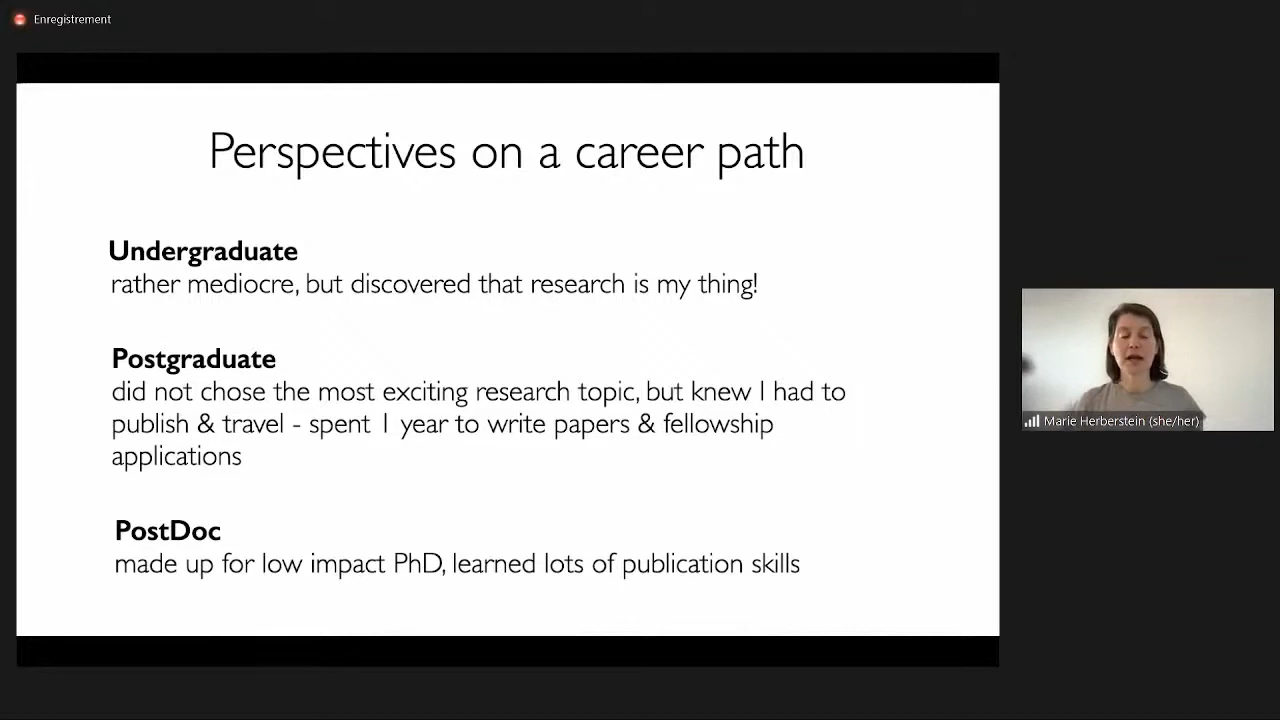 Enregistrement
Perspectives on a career path
Undergraduate
rather mediocre, but discovered that research is my thing!
Postgraduate
did not chose the most exciting research topic, but knew I had to
publish & travel - spent 1 year to write papers & fellowship
applications
PostDoc
made up for low impact PhD, learned lots of publication skills
Marie Herberstein (she/her)